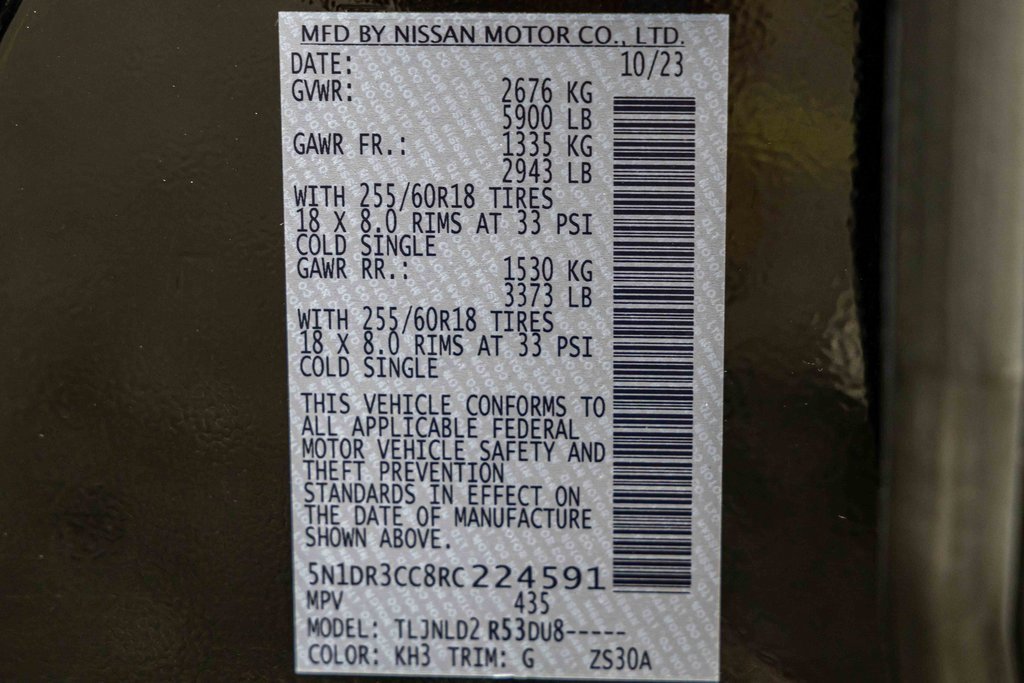 MFD BY NISSAN MOTOR CO., LTD.
DATE: 10/23
GVWR: 2676 KG
5900 LB
GAWR FR.: 1335 KG
2943 LB
WITH 255/60R18 TIRES
18 X 8.0 RIMS AT 33 PSI
COLD SINGLE
GAWR RR.: 1530 KG
3373 LB
WITH 255/60R18 TIRES
18 X 8.0 RIMS AT 33 PSI
COLD SINGLE
THIS VEHICLE CONFORMS TO
ALL APPLICABLE FEDERAL
MOTOR VEHICLE SAFETY AND
THEFT PREVENTION
STANDARDS IN EFFECT ON
THE DATE OF MANUFACTURE
SHOWN ABOVE.
5N1DR3CC8RC224591
MPV 435
MODEL: TLJNLD2 R53DU8-----
COLOR: KH3 TRIM: G ZS30A